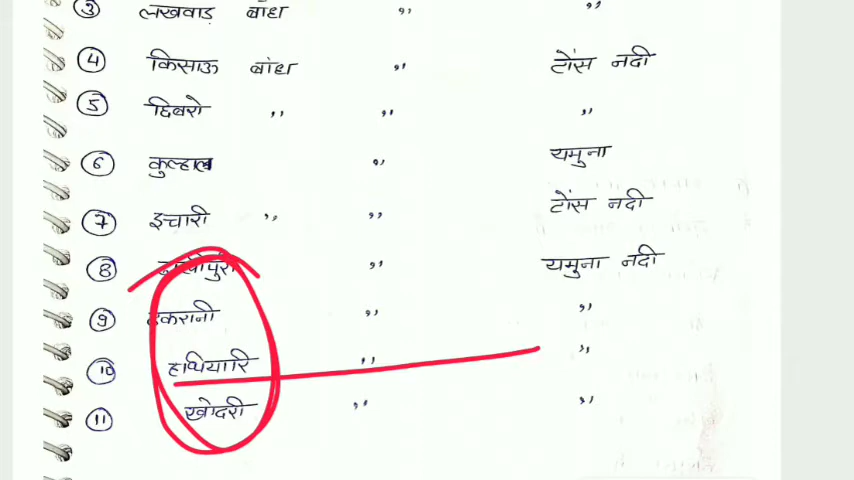 3 लखवाड़ बांध " "
4 किसाऊ बांध " टोंस नदी
5 छिबरो " " "
6 कुल्हाल " यमुना
7 इचारी " " टोंस नदी
8 " यमुना नदी
9 ढकरानी " "
10 हथियारि " "
11 खोदरी " "